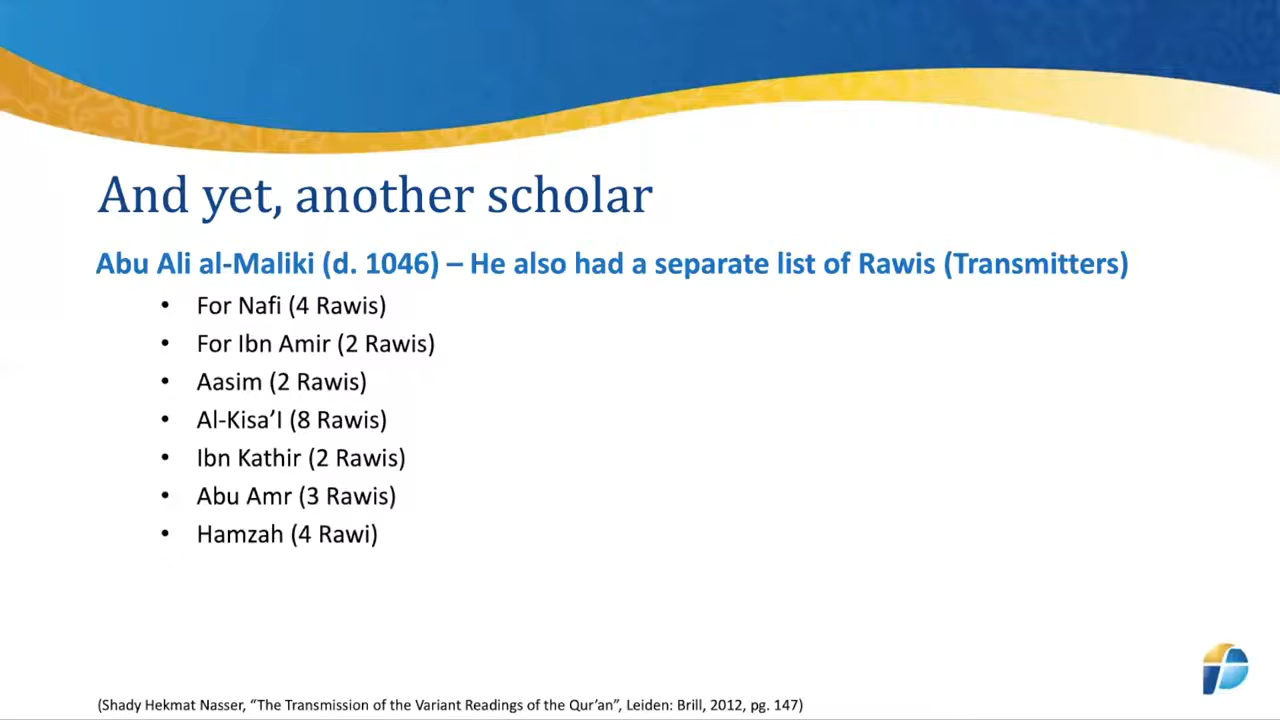 And yet, another scholar
Abu Ali al-Maliki (d. 1046) – He also had a separate list of Rawis (Transmitters)
• For Nafi (4 Rawis)
• For Ibn Amir (2 Rawis)
• Aasim (2 Rawis)
• Al-Kisa’I (8 Rawis)
• Ibn Kathir (2 Rawis)
• Abu Amr (3 Rawis)
• Hamzah (4 Rawi)
(Shady Hekmat Nasser, “The Transmission of the Variant Readings of the Qur’an”, Leiden: Brill, 2012, pg. 147)